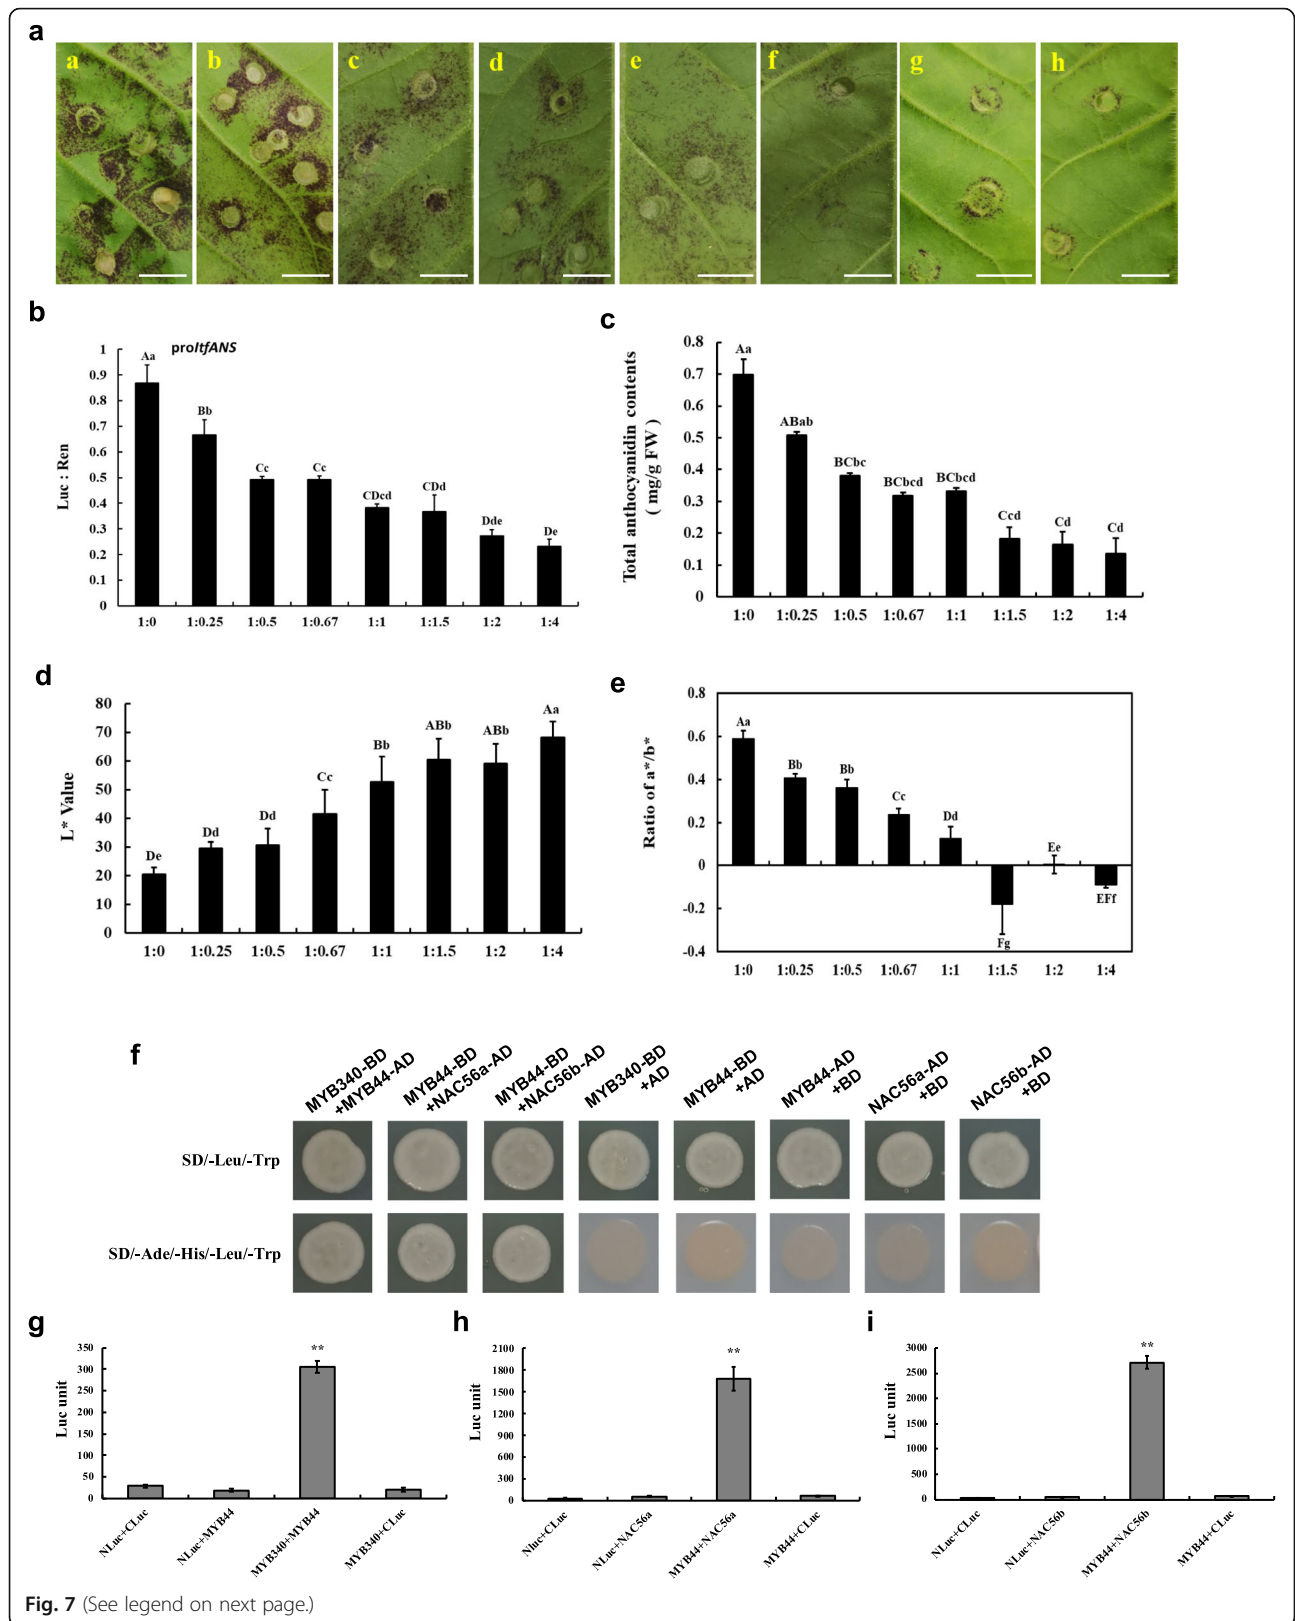 a
a b c d e f g h
b
proItfANS
Luc : Ren
1
0.9
0.8
0.7
0.6
0.5
0.4
0.3
0.2
0.1
0
Aa Bb Cc Cc CDcd CDd Dde De
1:0 1:0.25 1:0.5 1:0.67 1:1 1:1.5 1:2 1:4
c
Total anthocyanidin contents
( mg/g FW )
0.8
0.7
0.6
0.5
0.4
0.3
0.2
0.1
0
Aa ABab BCbc BCbcd BCbcd Ccd Cd Cd
1:0 1:0.25 1:0.5 1:0.67 1:1 1:1.5 1:2 1:4
d
L* Value
80
70
60
50
40
30
20
10
0
De Dd Dd Cc Bb ABb ABb Aa
1:0 1:0.25 1:0.5 1:0.67 1:1 1:1.5 1:2 1:4
e
Ratio of a*/b*
0.8
0.6
0.4
0.2
0
-0.2
-0.4
Aa Bb Bb Cc Dd Fg Ee EFf
1:0 1:0.25 1:0.5 1:0.67 1:1 1:1.5 1:2 1:4
f
MYB340-BD
+MYB44-AD
MYB44-BD
+NAC56a-AD
MYB44-BD
+NAC56b-AD
MYB340-BD
+AD
MYB44-BD
+AD
MYB44-AD
+BD
NAC56a-AD
+BD
NAC56b-AD
+BD
SD/-Leu/-Trp
SD/-Ade/-His/-Leu/-Trp
g
Luc unit
350
300
250
200
150
100
50
0
**
NLuc+CLuc
NLuc+MYB44
MYB340+MYB44
MYB340+CLuc
h
Luc unit
2100
1800
1500
1200
900
600
300
0
**
Nluc+CLuc
NLuc+NAC56a
MYB44+NAC56a
MYB44+CLuc
i
Luc unit
3000
2500
2000
1500
1000
500
0
**
NLuc+CLuc
NLuc+NAC56b
MYB44+NAC56b
MYB44+CLuc
Fig. 7 (See legend on next page.)